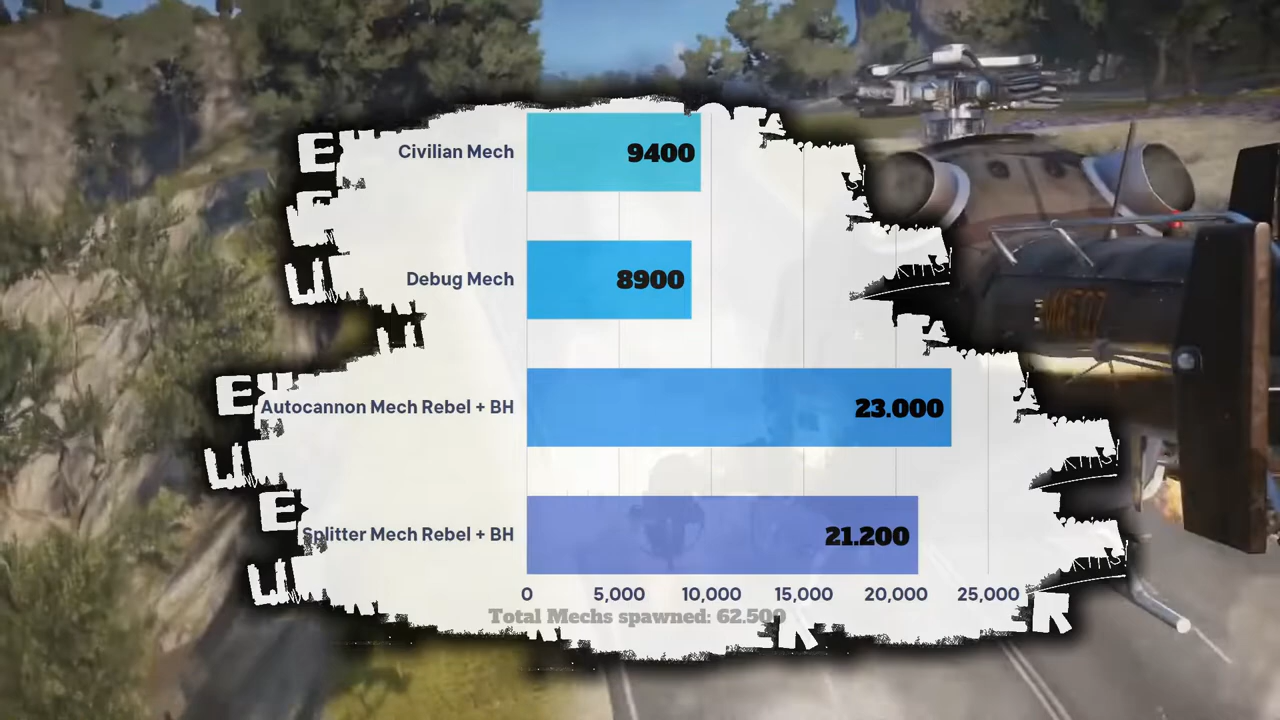 Civilian Mech 9400
Debug Mech 8900
Autocannon Mech Rebel + BH 23.000
Splitter Mech Rebel + BH 21.200
0 5,000 10,000 15,000 20,000 25,000
Total Mechs spawned: 62.500